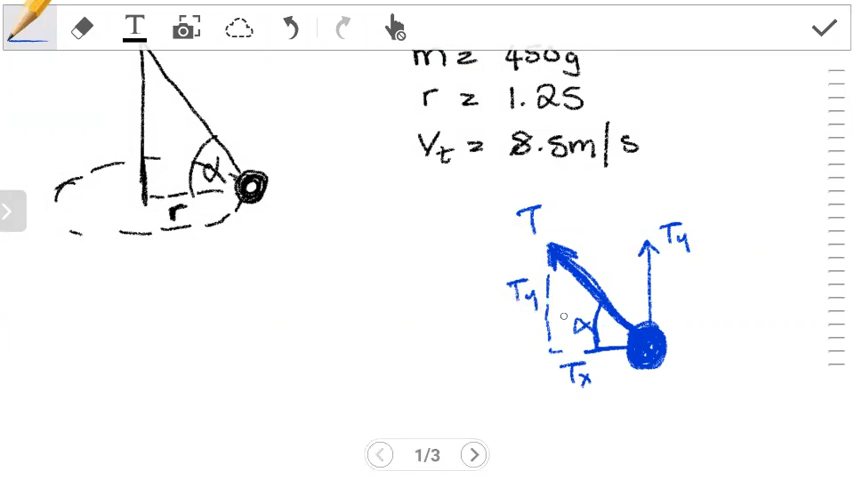 T
m = 450g
r = 1.25
Vt = 8.5m/s
α
r
T
Ty
Ty
α
Tx
1/3